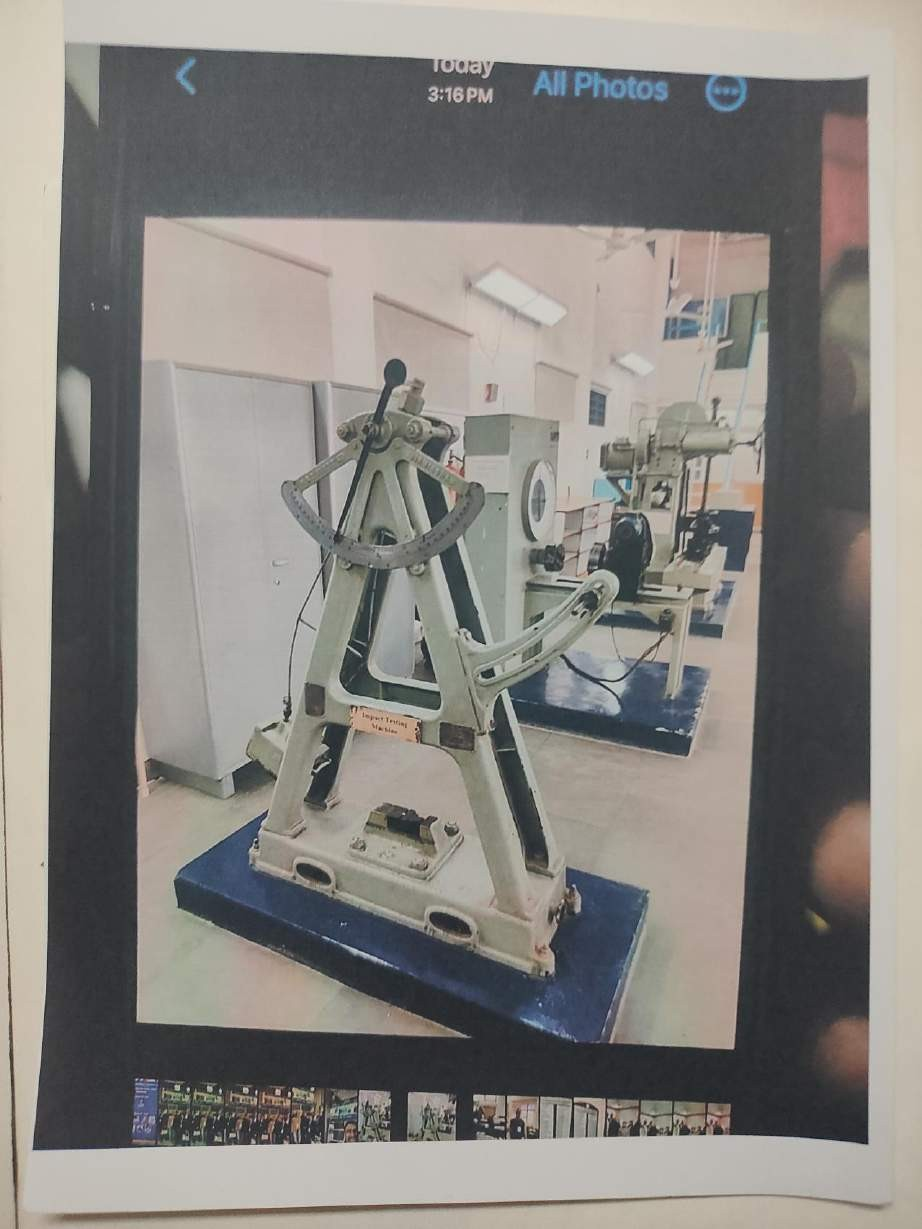 Today
3:16 PM
All Photos
Impact Testing
Machine